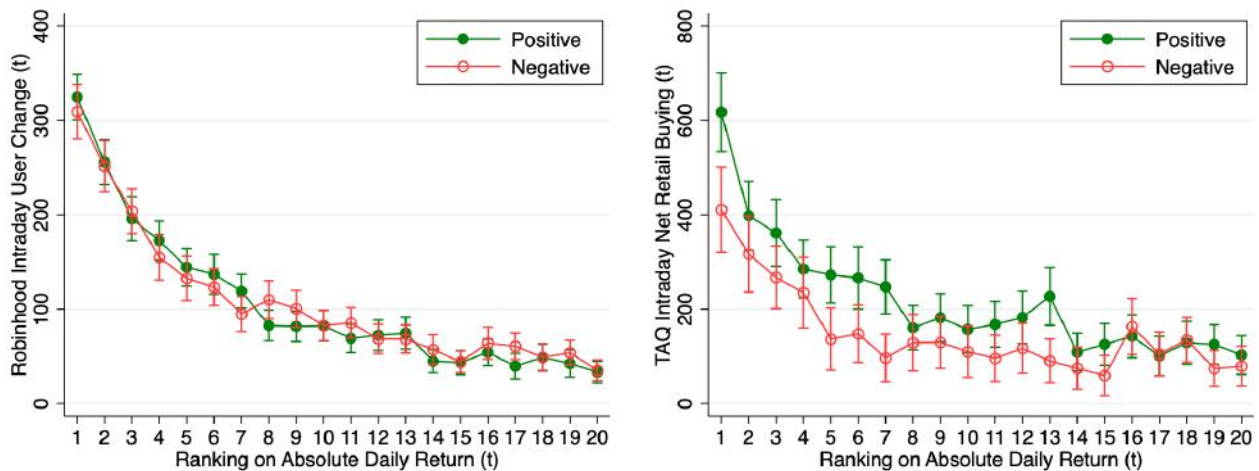 Robinhood Intraday User Change (t)
400
300
200
100
0
Positive
Negative
1 2 3 4 5 6 7 8 9 10 11 12 13 14 15 16 17 18 19 20
Ranking on Absolute Daily Return (t)
TAQ Intraday Net Retail Buying (t)
800
600
400
200
0
Positive
Negative
1 2 3 4 5 6 7 8 9 10 11 12 13 14 15 16 17 18 19 20
Ranking on Absolute Daily Return (t)